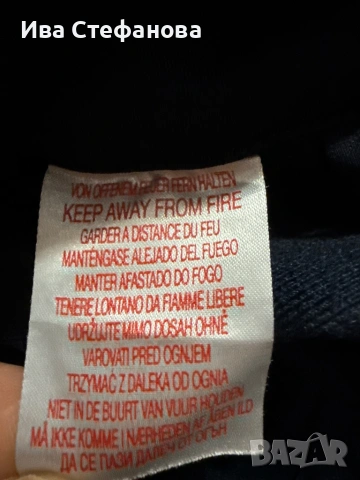 Ива Стефанова
VON OFFENEM FEUER FERN HALTEN
KEEP AWAY FROM FIRE
GARDER A DISTANCE DU FEU
MANTÉNGASE ALEJADO DEL FUEGO
MANTER AFASTADO DO FOGO
TENERE LONTANO DA FIAMME LIBERE
UDRŽUJTE MIMO DOSAH OHNĚ
VAROVATI PRED OGNJEM
TRZYMAĆ Z DALEKA OD OGNIA
NIET IN DE BUURT VAN VUUR HOUDEN
MÅ IKKE KOMME I NÆRHEDEN AF ÅGEN ILD
ДА СЕ ПАЗИ ДАЛЕЧ ОТ ОГЪН
BAZAR